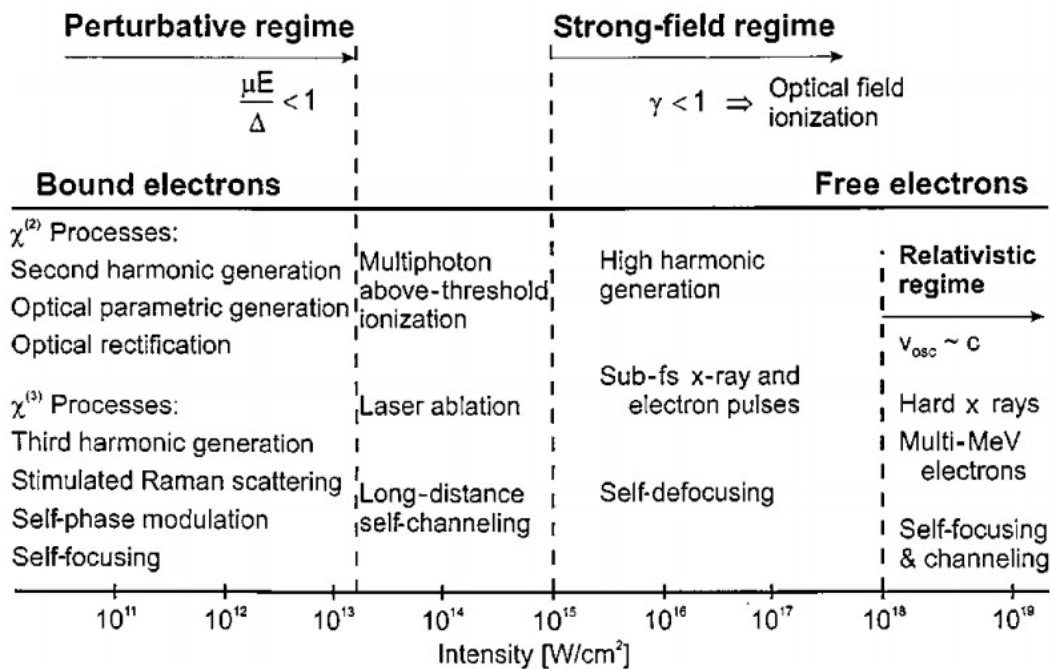 Perturbative regime
μE/Δ < 1
Strong-field regime
γ < 1 ⇒ Optical field
ionization
Bound electrons
Free electrons
χ⁽²⁾ Processes:
Second harmonic generation
Optical parametric generation
Optical rectification
χ⁽³⁾ Processes:
Third harmonic generation
Stimulated Raman scattering
Self-phase modulation
Self-focusing
Multiphoton
above-threshold
ionization
Laser ablation
Long-distance
self-channeling
High harmonic
generation
Sub-fs x-ray and
electron pulses
Self-defocusing
Relativistic
regime
v_osc ~ c
Hard x rays
Multi-MeV
electrons
Self-focusing
& channeling
10¹¹ 10¹² 10¹³ 10¹⁴ 10¹⁵ 10¹⁶ 10¹⁷ 10¹⁸ 10¹⁹
Intensity [W/cm²]